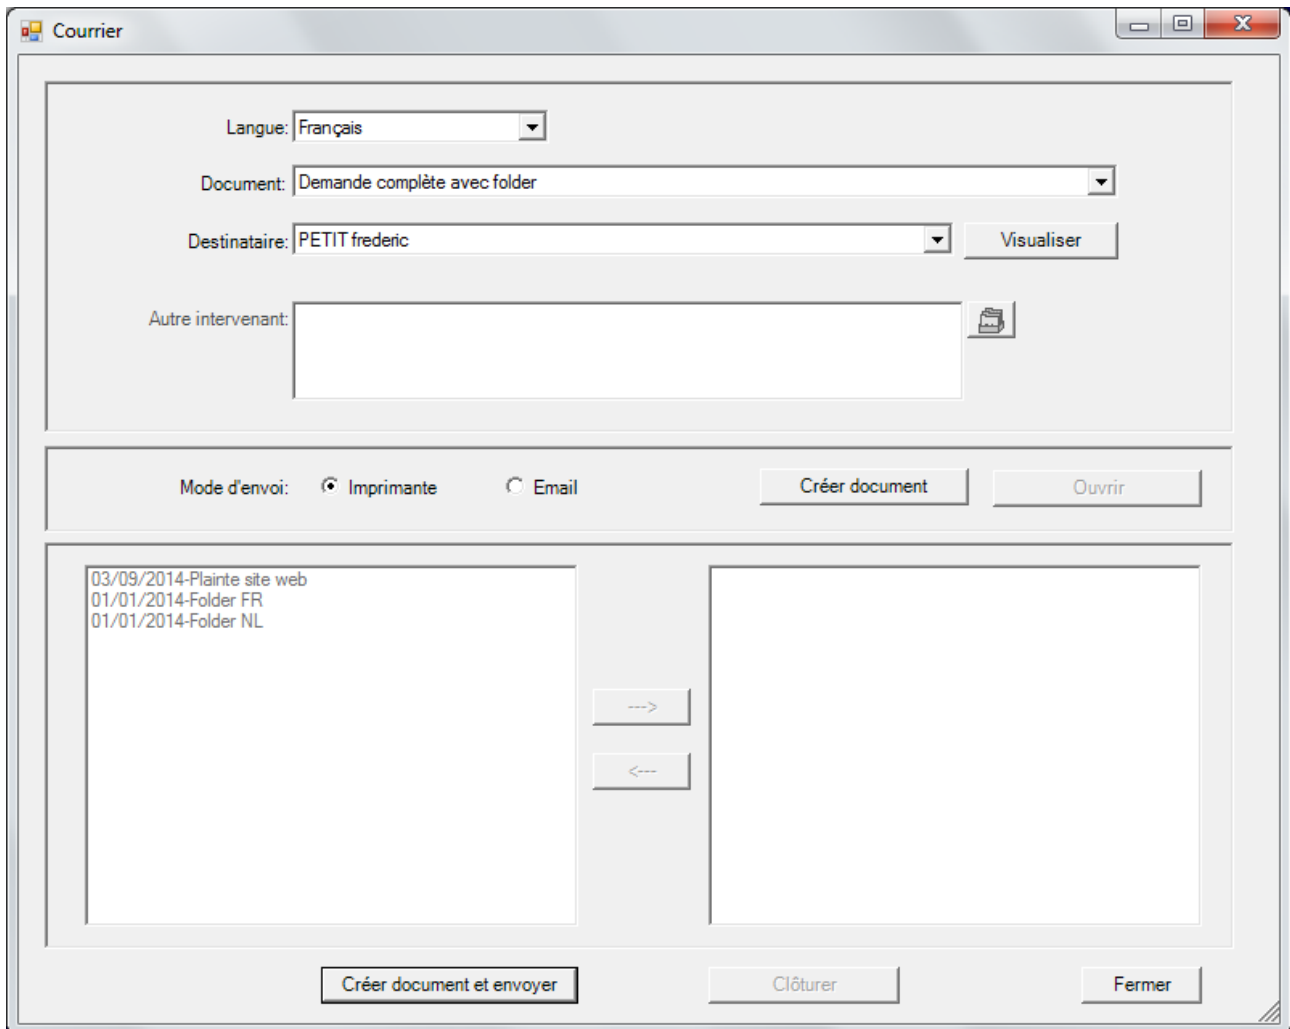 Courrier
Langue: Français
Document: Demande complète avec folder
Destinataire: PETIT frederic Visualiser
Autre intervenant:
Mode d'envoi: Imprimante Email Créer document Ouvrir
03/09/2014-Plainte site web
01/01/2014-Folder FR
01/01/2014-Folder NL
--->
<---
Créer document et envoyer Clôturer Fermer